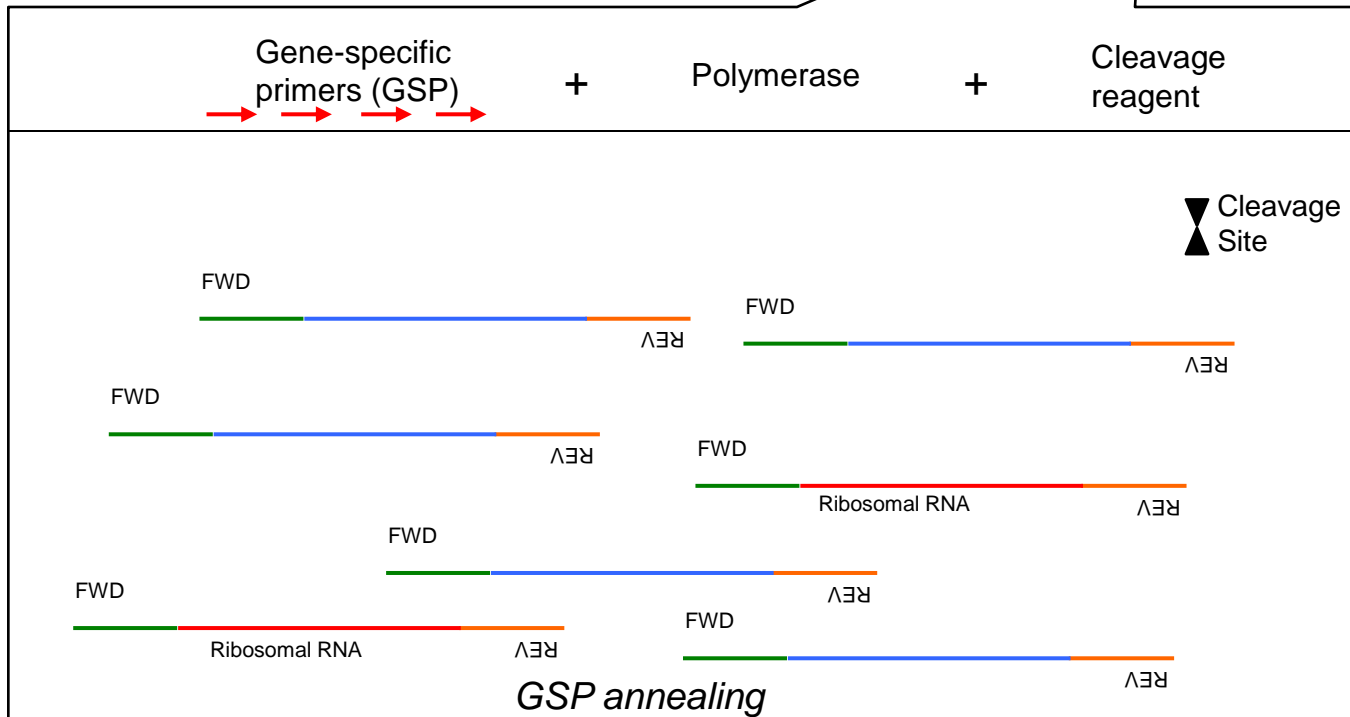 Gene-specific
primers (GSP)
+
Polymerase
+
Cleavage
reagent
Cleavage
Site
FWD
REV
FWD
REV
FWD
REV
FWD
Ribosomal RNA
REV
FWD
REV
FWD
Ribosomal RNA
REV
FWD
REV
GSP annealing